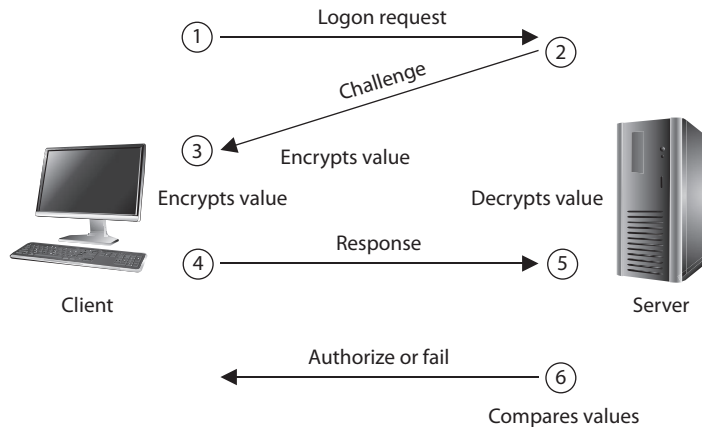 Logon request
1
2
Challenge
3
Encrypts value
Encrypts value
Decrypts value
Response
4
5
Client
Server
Authorize or fail
6
Compares values